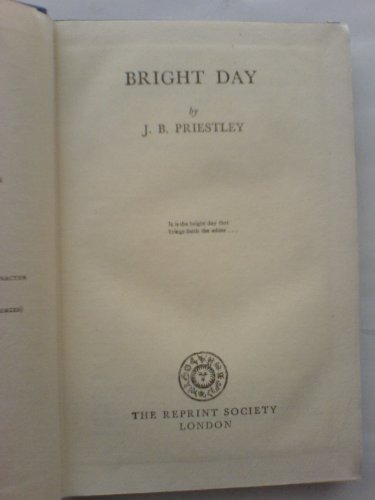 BRIGHT DAY
by
J. B. PRIESTLEY
It is the bright day that
brings forth the adder . . .
THE REPRINT SOCIETY
LONDON